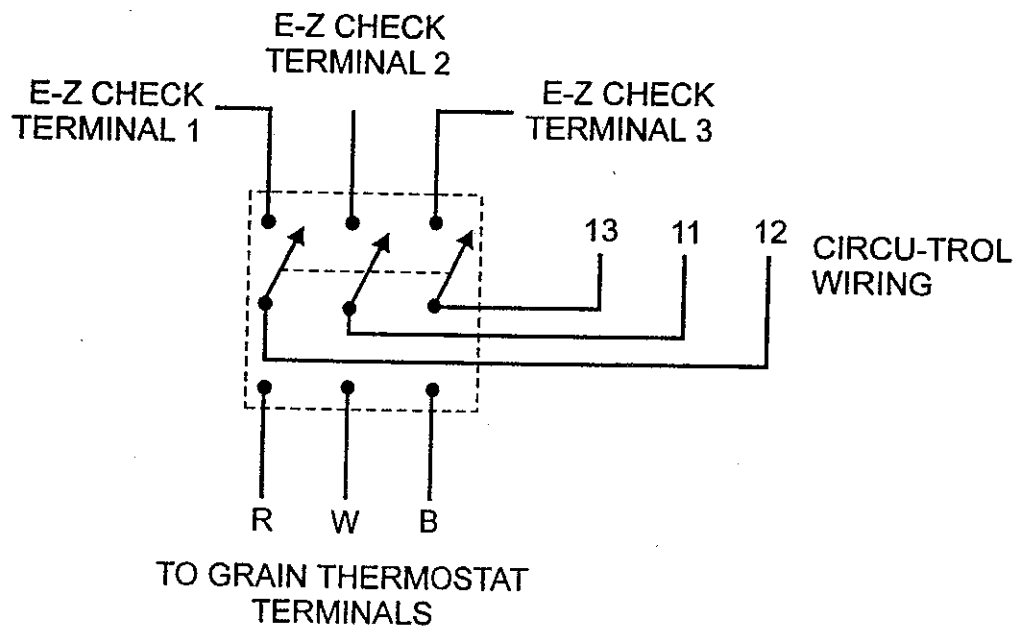 E-Z CHECK
TERMINAL 2
E-Z CHECK
TERMINAL 1
E-Z CHECK
TERMINAL 3
13 11 12
CIRCU-TROL
WIRING
R W B
TO GRAIN THERMOSTAT
TERMINALS